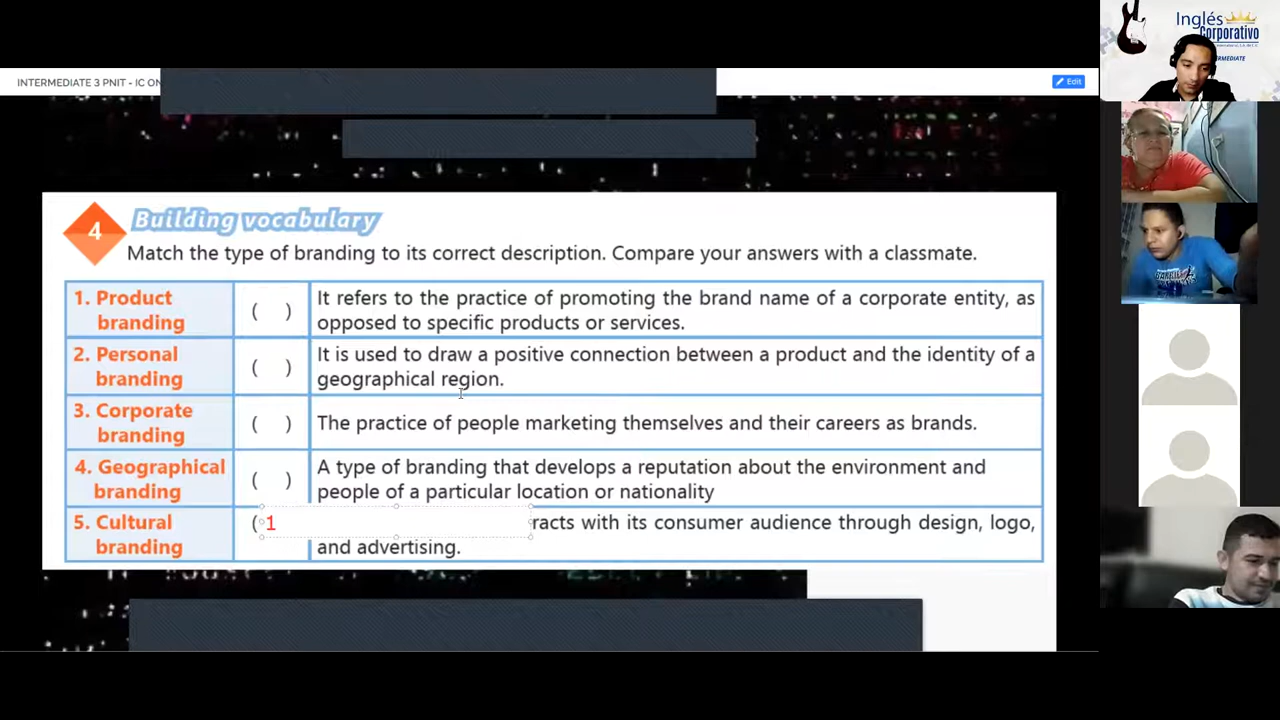 Inglés
Corporativo
INTERMEDIATE 3 PNIT - IC ON
Edit
4
Building vocabulary
Match the type of branding to its correct description. Compare your answers with a classmate.
1. Product branding
( )
It refers to the practice of promoting the brand name of a corporate entity, as
opposed to specific products or services.
2. Personal branding
( )
It is used to draw a positive connection between a product and the identity of a
geographical region.
3. Corporate branding
( )
The practice of people marketing themselves and their careers as brands.
4. Geographical branding
( )
A type of branding that develops a reputation about the environment and
people of a particular location or nationality
5. Cultural branding
( 1
racts with its consumer audience through design, logo,
and advertising.